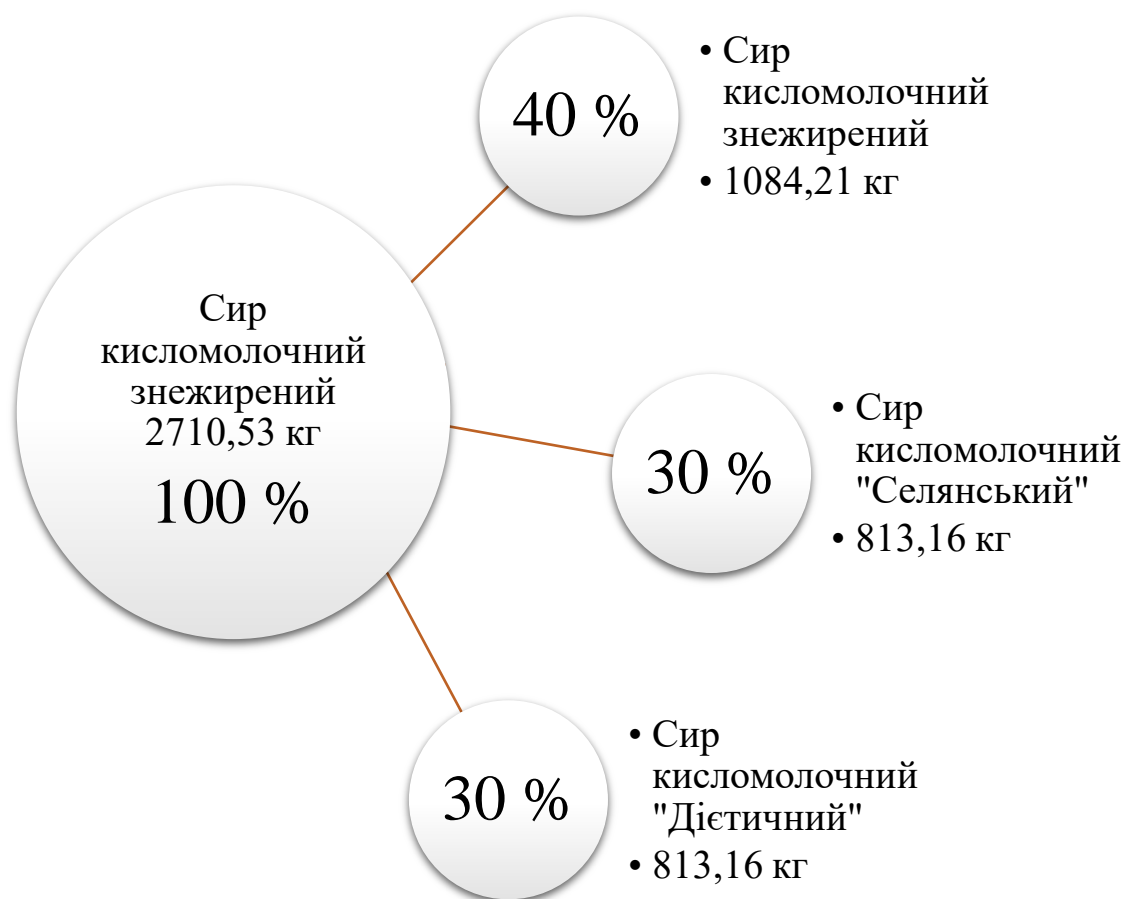 Сир
кисломолочний
знежирений
2710,53 кг
100 %
40 %
• Сир
кисломолочний
знежирений
• 1084,21 кг
30 %
• Сир
кисломолочний
"Селянський"
• 813,16 кг
30 %
• Сир
кисломолочний
"Дієтичний"
• 813,16 кг